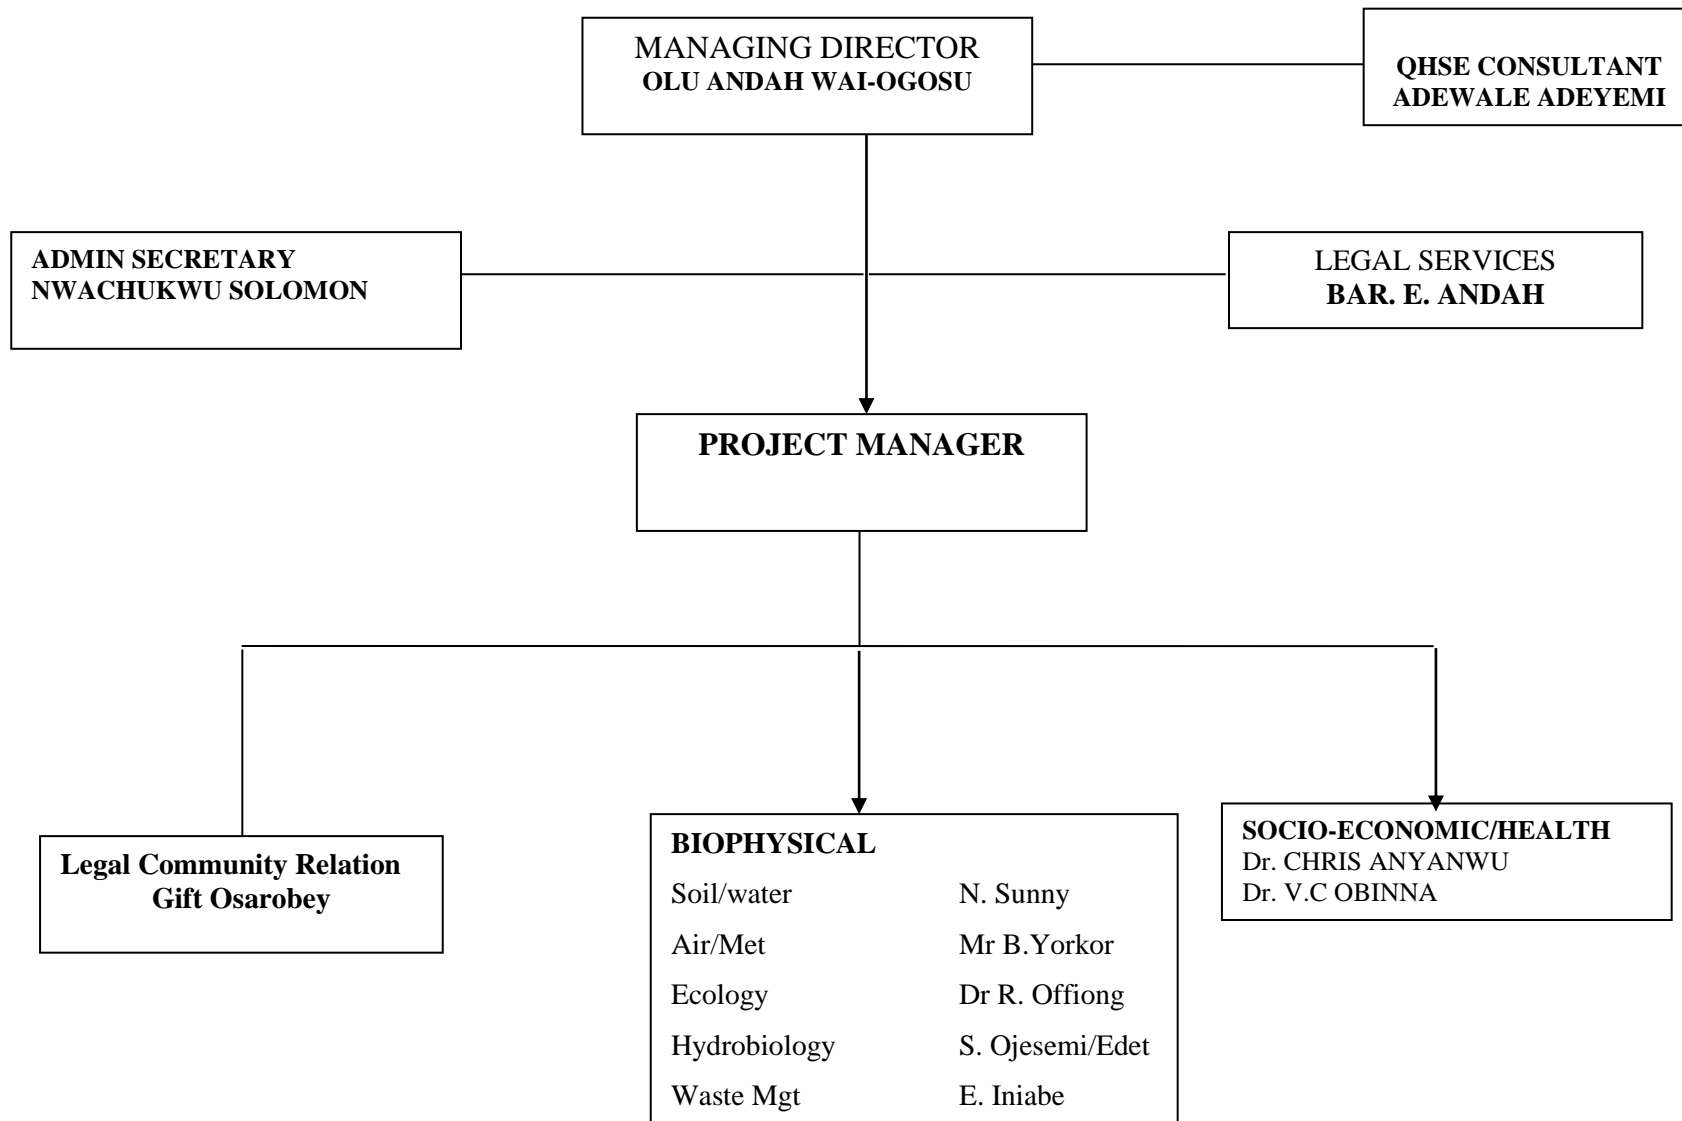 MANAGING DIRECTOR
OLU ANDAH WAI-OGOSU
QHSE CONSULTANT
ADEWALE ADEYEMI
ADMIN SECRETARY
NWACHUKWU SOLOMON
LEGAL SERVICES
BAR. E. ANDAH
PROJECT MANAGER
Legal Community Relation
Gift Osarobey
BIOPHYSICAL
Soil/water N. Sunny
Air/Met Mr B.Yorkor
Ecology Dr R. Offiong
Hydrobiology S. Ojesemi/Edet
Waste Mgt E. Iniabe
SOCIO-ECONOMIC/HEALTH
Dr. CHRIS ANYANWU
Dr. V.C OBINNA